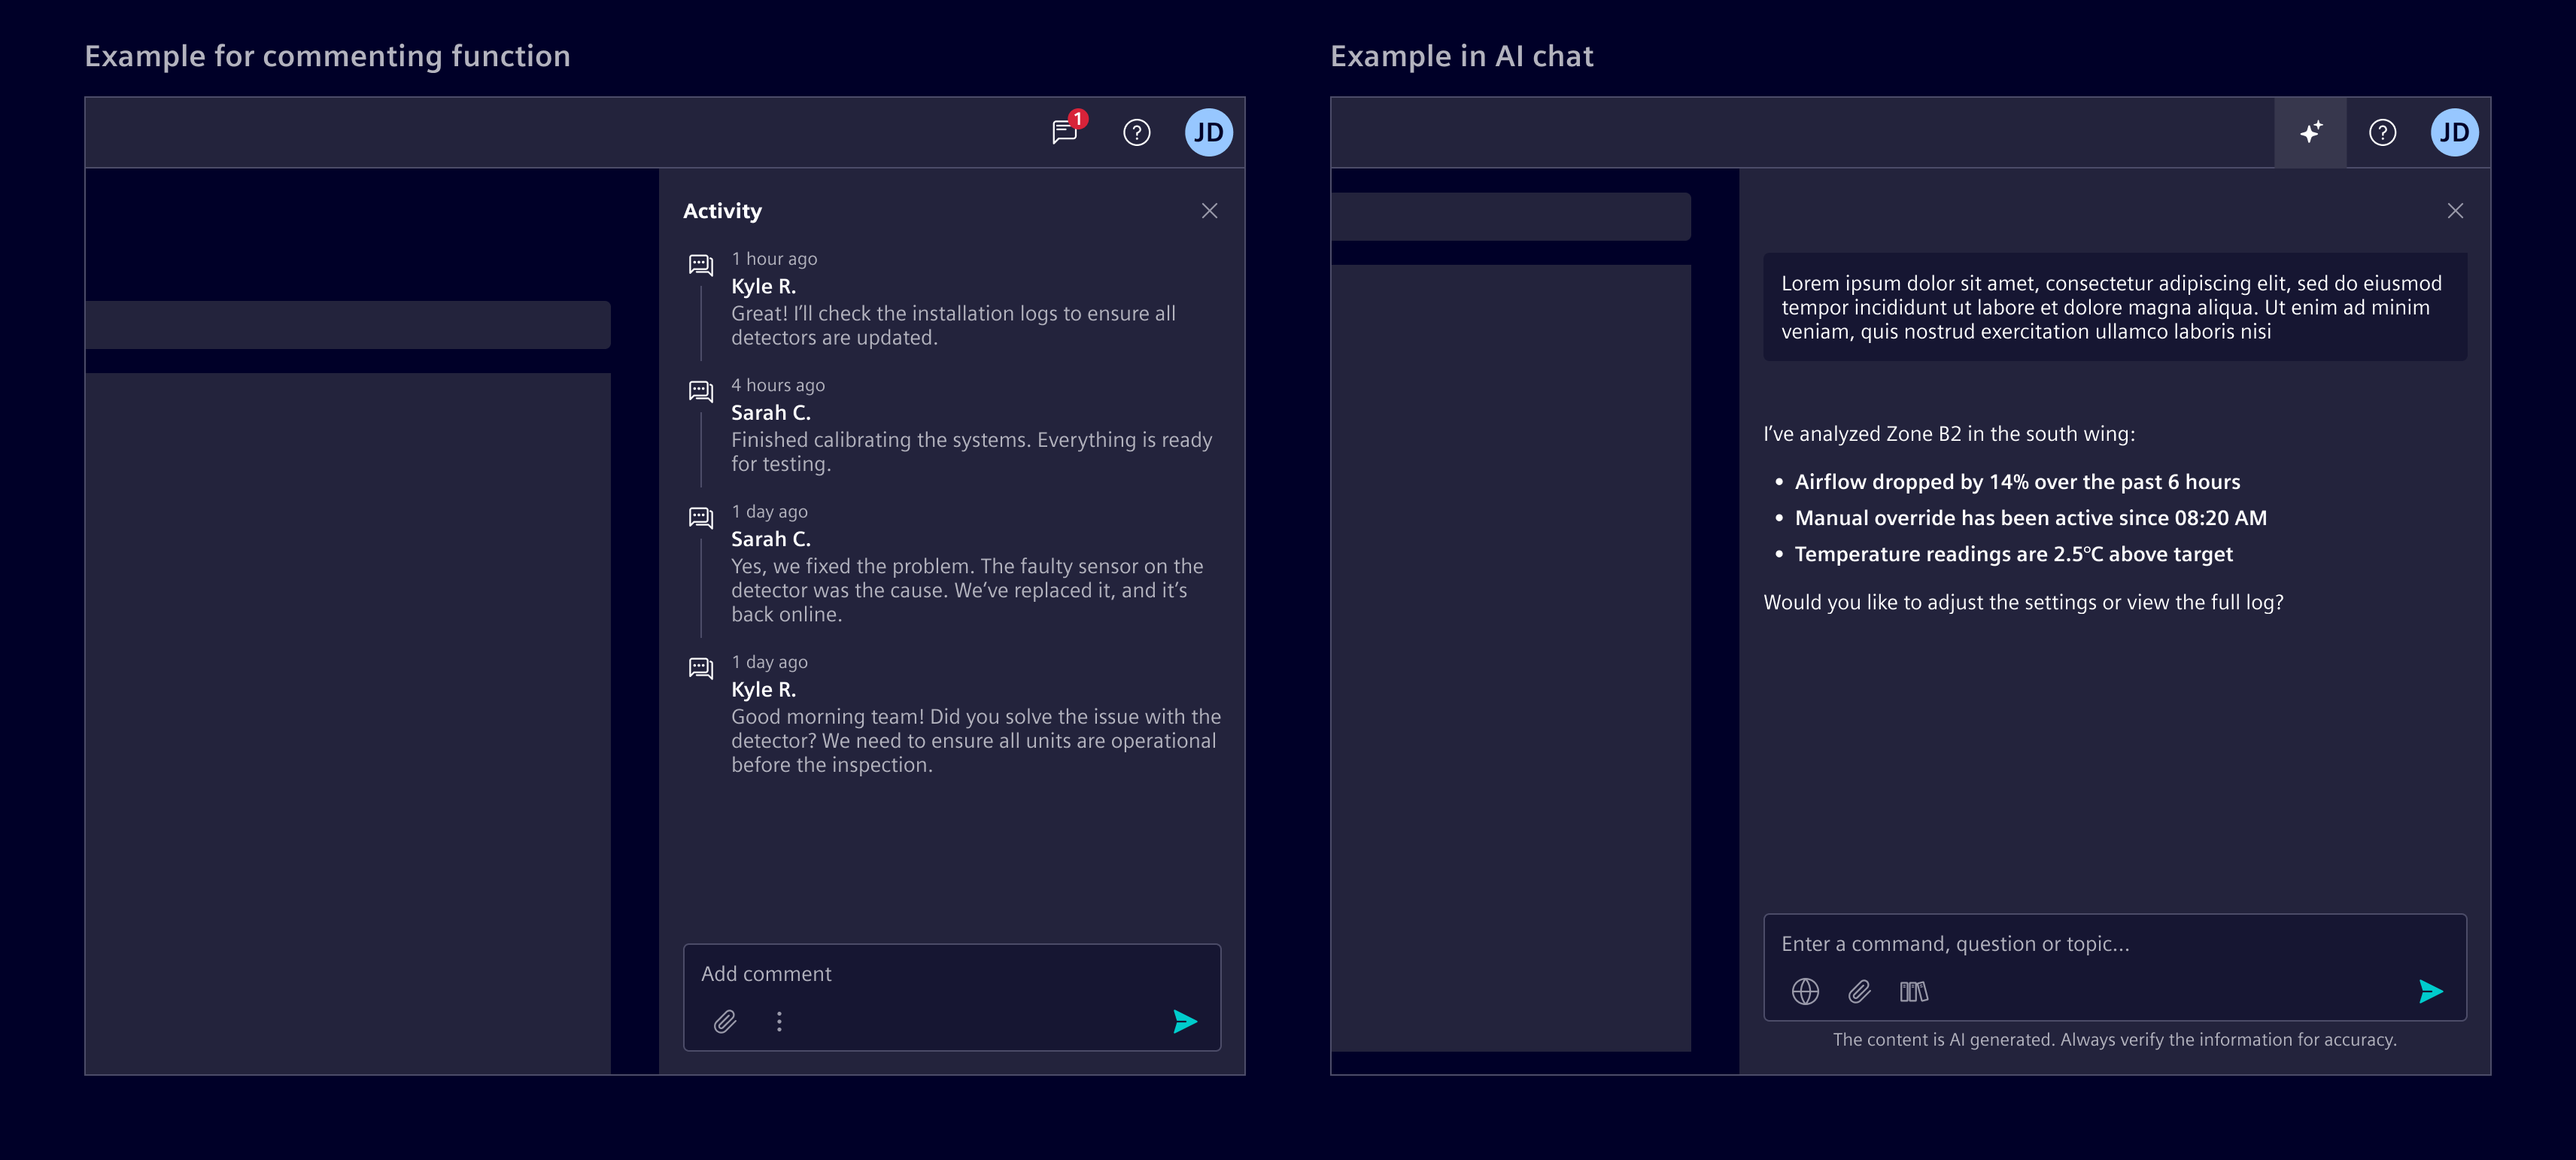 Example for commenting function
1
?
JD
Activity
1 hour ago
Kyle R.
Great! I’ll check the installation logs to ensure all
detectors are updated.
4 hours ago
Sarah C.
Finished calibrating the systems. Everything is ready
for testing.
1 day ago
Sarah C.
Yes, we fixed the problem. The faulty sensor on the
detector was the cause. We’ve replaced it, and it’s
back online.
1 day ago
Kyle R.
Good morning team! Did you solve the issue with the
detector? We need to ensure all units are operational
before the inspection.
Add comment
Example in AI chat
?
JD
Lorem ipsum dolor sit amet, consectetur adipiscing elit, sed do eiusmod
tempor incididunt ut labore et dolore magna aliqua. Ut enim ad minim
veniam, quis nostrud exercitation ullamco laboris nisi
I’ve analyzed Zone B2 in the south wing:
• Airflow dropped by 14% over the past 6 hours
• Manual override has been active since 08:20 AM
• Temperature readings are 2.5°C above target
Would you like to adjust the settings or view the full log?
Enter a command, question or topic...
The content is AI generated. Always verify the information for accuracy.